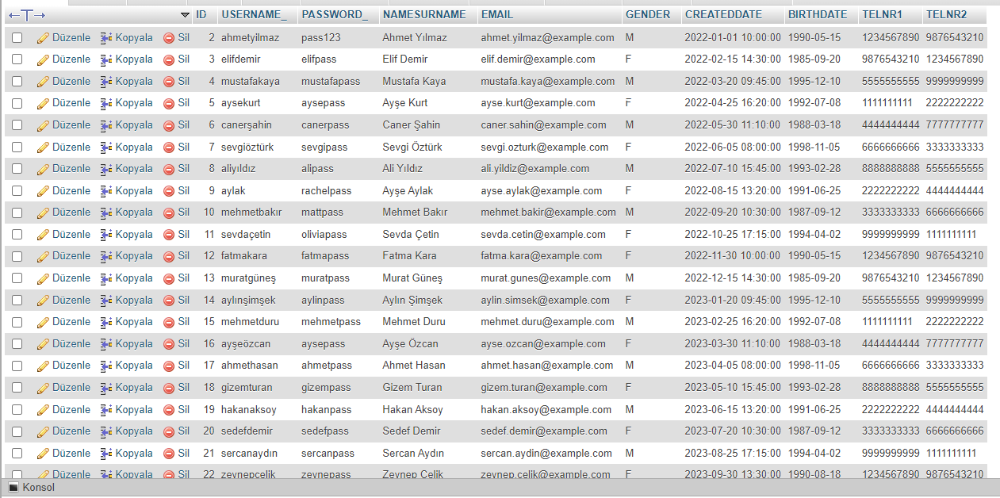 ID USERNAME_ PASSWORD_ NAMESURNAME EMAIL GENDER CREATEDDATE BIRTHDATE TELNR1 TELNR2
Düzenle Kopyala Sil 2 ahmetyilmaz pass123 Ahmet Yılmaz ahmet.yilmaz@example.com M 2022-01-01 10:00:00 1990-05-15 1234567890 9876543210
Düzenle Kopyala Sil 3 elifdemir elifpass Elif Demir elif.demir@example.com F 2022-02-15 14:30:00 1985-09-20 9876543210 1234567890
Düzenle Kopyala Sil 4 mustafakaya mustafapass Mustafa Kaya mustafa.kaya@example.com M 2022-03-20 09:45:00 1995-12-10 5555555555 9999999999
Düzenle Kopyala Sil 5 aysekurt aysepass Ayşe Kurt ayse.kurt@example.com F 2022-04-25 16:20:00 1992-07-08 1111111111 2222222222
Düzenle Kopyala Sil 6 canerşahin canerpass Caner Şahin caner.sahin@example.com M 2022-05-30 11:10:00 1988-03-18 4444444444 7777777777
Düzenle Kopyala Sil 7 sevgiöztürk sevgipass Sevgi Öztürk sevgi.ozturk@example.com F 2022-06-05 08:00:00 1998-11-05 6666666666 3333333333
Düzenle Kopyala Sil 8 aliyıldız alipass Ali Yıldız ali.yildiz@example.com M 2022-07-10 15:45:00 1993-02-28 8888888888 5555555555
Düzenle Kopyala Sil 9 aylak rachelpass Ayşe Aylak ayse.aylak@example.com F 2022-08-15 13:20:00 1991-06-25 2222222222 4444444444
Düzenle Kopyala Sil 10 mehmetbakır mattpass Mehmet Bakır mehmet.bakir@example.com M 2022-09-20 10:30:00 1987-09-12 3333333333 6666666666
Düzenle Kopyala Sil 11 sevdaçetin oliviapass Sevda Çetin sevda.cetin@example.com F 2022-10-25 17:15:00 1994-04-02 9999999999 1111111111
Düzenle Kopyala Sil 12 fatmakara fatmapass Fatma Kara fatma.kara@example.com F 2022-11-30 10:00:00 1990-05-15 1234567890 9876543210
Düzenle Kopyala Sil 13 muratgüneş muratpass Murat Güneş murat.gunes@example.com M 2022-12-15 14:30:00 1985-09-20 9876543210 1234567890
Düzenle Kopyala Sil 14 aylınşimşek aylinpass Aylın Şimşek aylin.simsek@example.com F 2023-01-20 09:45:00 1995-12-10 5555555555 9999999999
Düzenle Kopyala Sil 15 mehmetduru mehmetpass Mehmet Duru mehmet.duru@example.com M 2023-02-25 16:20:00 1992-07-08 1111111111 2222222222
Düzenle Kopyala Sil 16 ayşeözcan aysepass Ayşe Özcan ayse.ozcan@example.com F 2023-03-30 11:10:00 1988-03-18 4444444444 7777777777
Düzenle Kopyala Sil 17 ahmethasan ahmetpass Ahmet Hasan ahmet.hasan@example.com M 2023-04-05 08:00:00 1998-11-05 6666666666 3333333333
Düzenle Kopyala Sil 18 gizemturan gizempass Gizem Turan gizem.turan@example.com F 2023-05-10 15:45:00 1993-02-28 8888888888 5555555555
Düzenle Kopyala Sil 19 hakanaksoy hakanpass Hakan Aksoy hakan.aksoy@example.com M 2023-06-15 13:20:00 1991-06-25 2222222222 4444444444
Düzenle Kopyala Sil 20 sedefdemir sedefpass Sedef Demir sedef.demir@example.com F 2023-07-20 10:30:00 1987-09-12 3333333333 6666666666
Düzenle Kopyala Sil 21 sercanaydın sercanpass Sercan Aydın sercan.aydin@example.com M 2023-08-25 17:15:00 1994-04-02 9999999999 1111111111
Düzenle Kopyala Sil 22 zeynepçelik zeyneppass Zeynep Çelik zeynep.celik@example.com F 2023-09-30 13:30:00 1990-08-18 1234567890 9876543210
Konsol